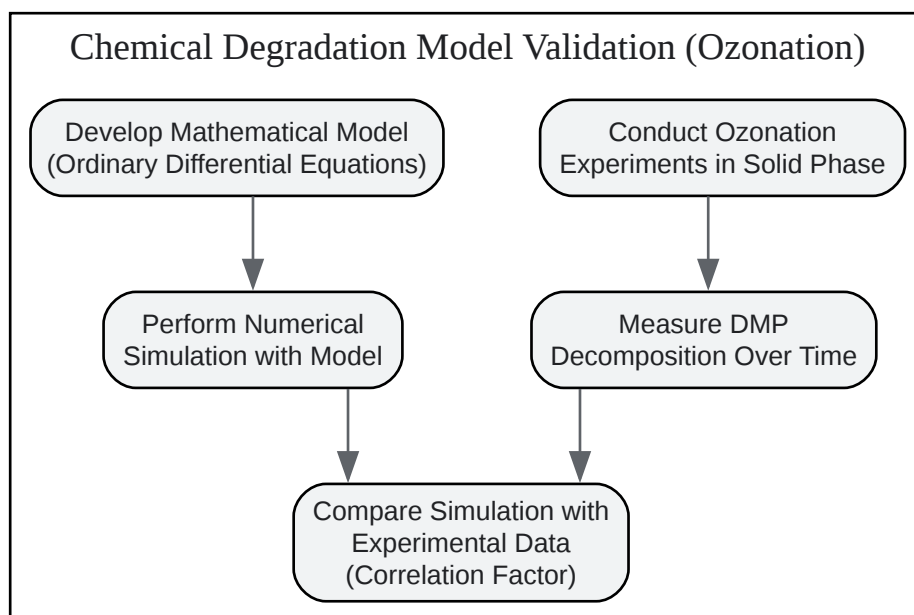 Chemical Degradation Model Validation (Ozonation)
Develop Mathematical Model
(Ordinary Differential Equations)
Conduct Ozonation
Experiments in Solid Phase
Perform Numerical
Simulation with Model
Measure DMP
Decomposition Over Time
Compare Simulation with
Experimental Data
(Correlation Factor)